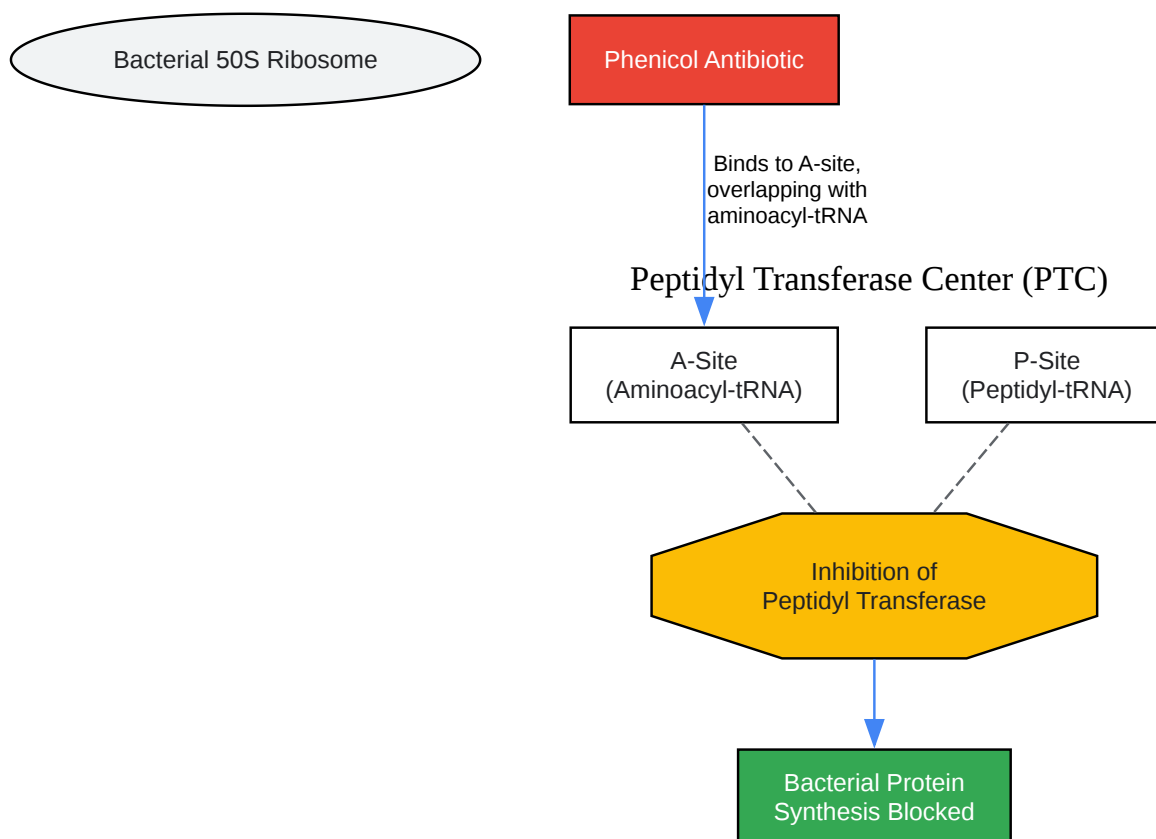 Bacterial 50S Ribosome
Phenicol Antibiotic
Binds to A-site,
overlapping with
aminoacyl-tRNA
Peptidyl Transferase Center (PTC)
A-Site
(Aminoacyl-tRNA)
P-Site
(Peptidyl-tRNA)
Inhibition of
Peptidyl Transferase
Bacterial Protein
Synthesis Blocked